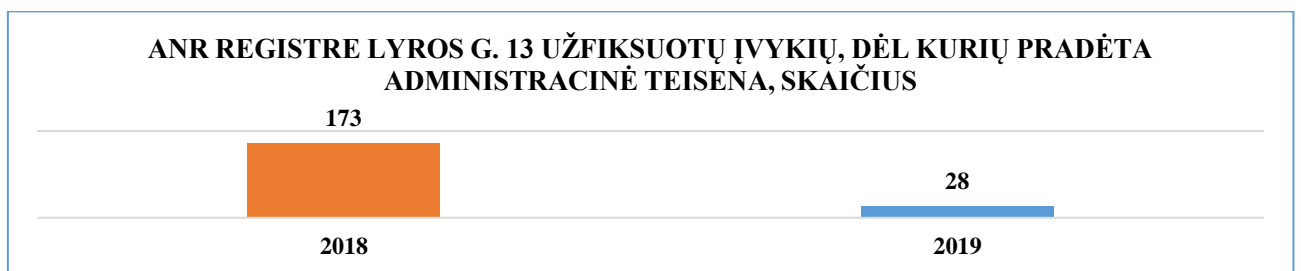 ANR REGISTRE LYROS G. 13 UŽFIKSUOTŲ ĮVYKIŲ, DĖL KURIŲ PRADĖTA
ADMINISTRACINĖ TEISENA, SKAIČIUS
173
28
2018
2019